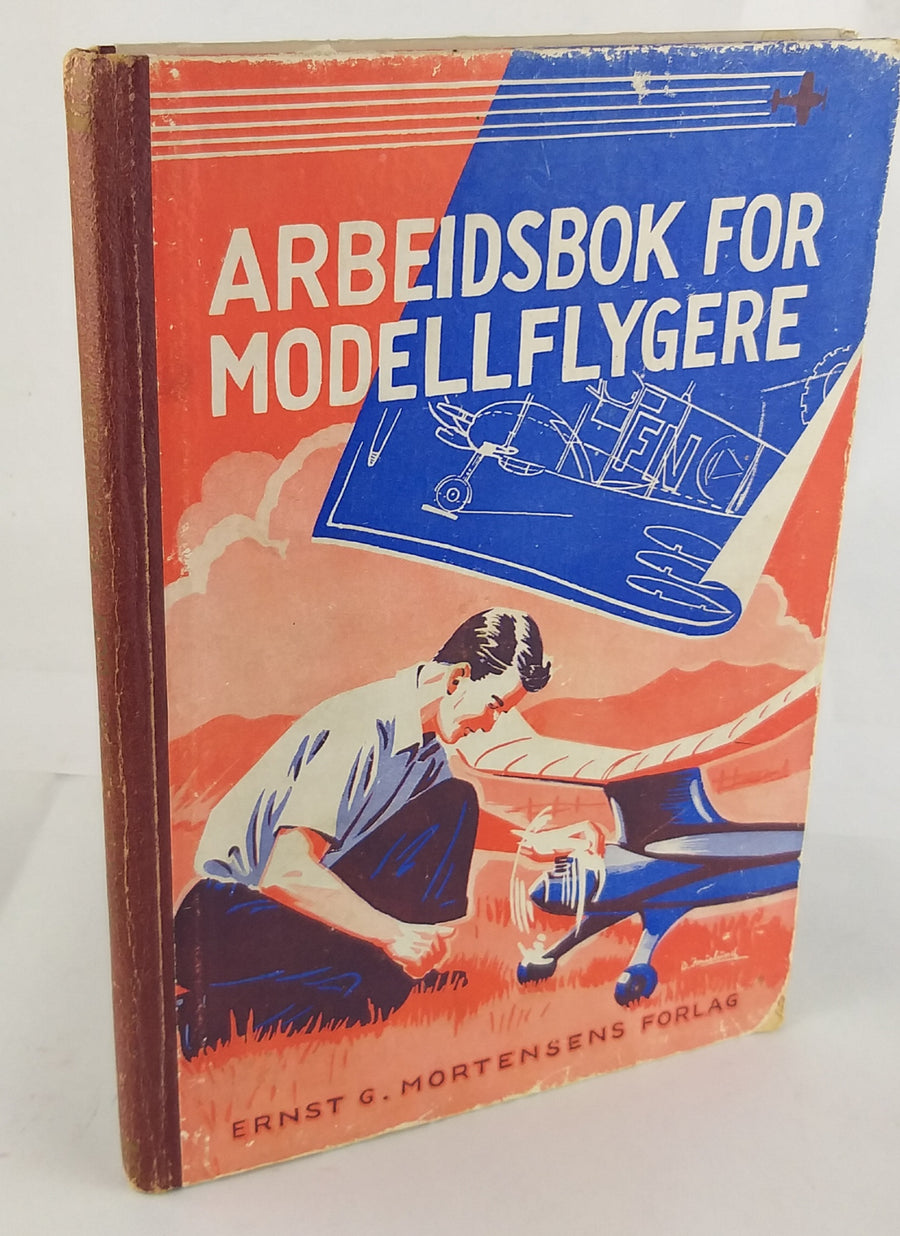 ARBEIDSBOK FOR
MODELLFLYGERE
ERNST G. MORTENSENS FORLAG